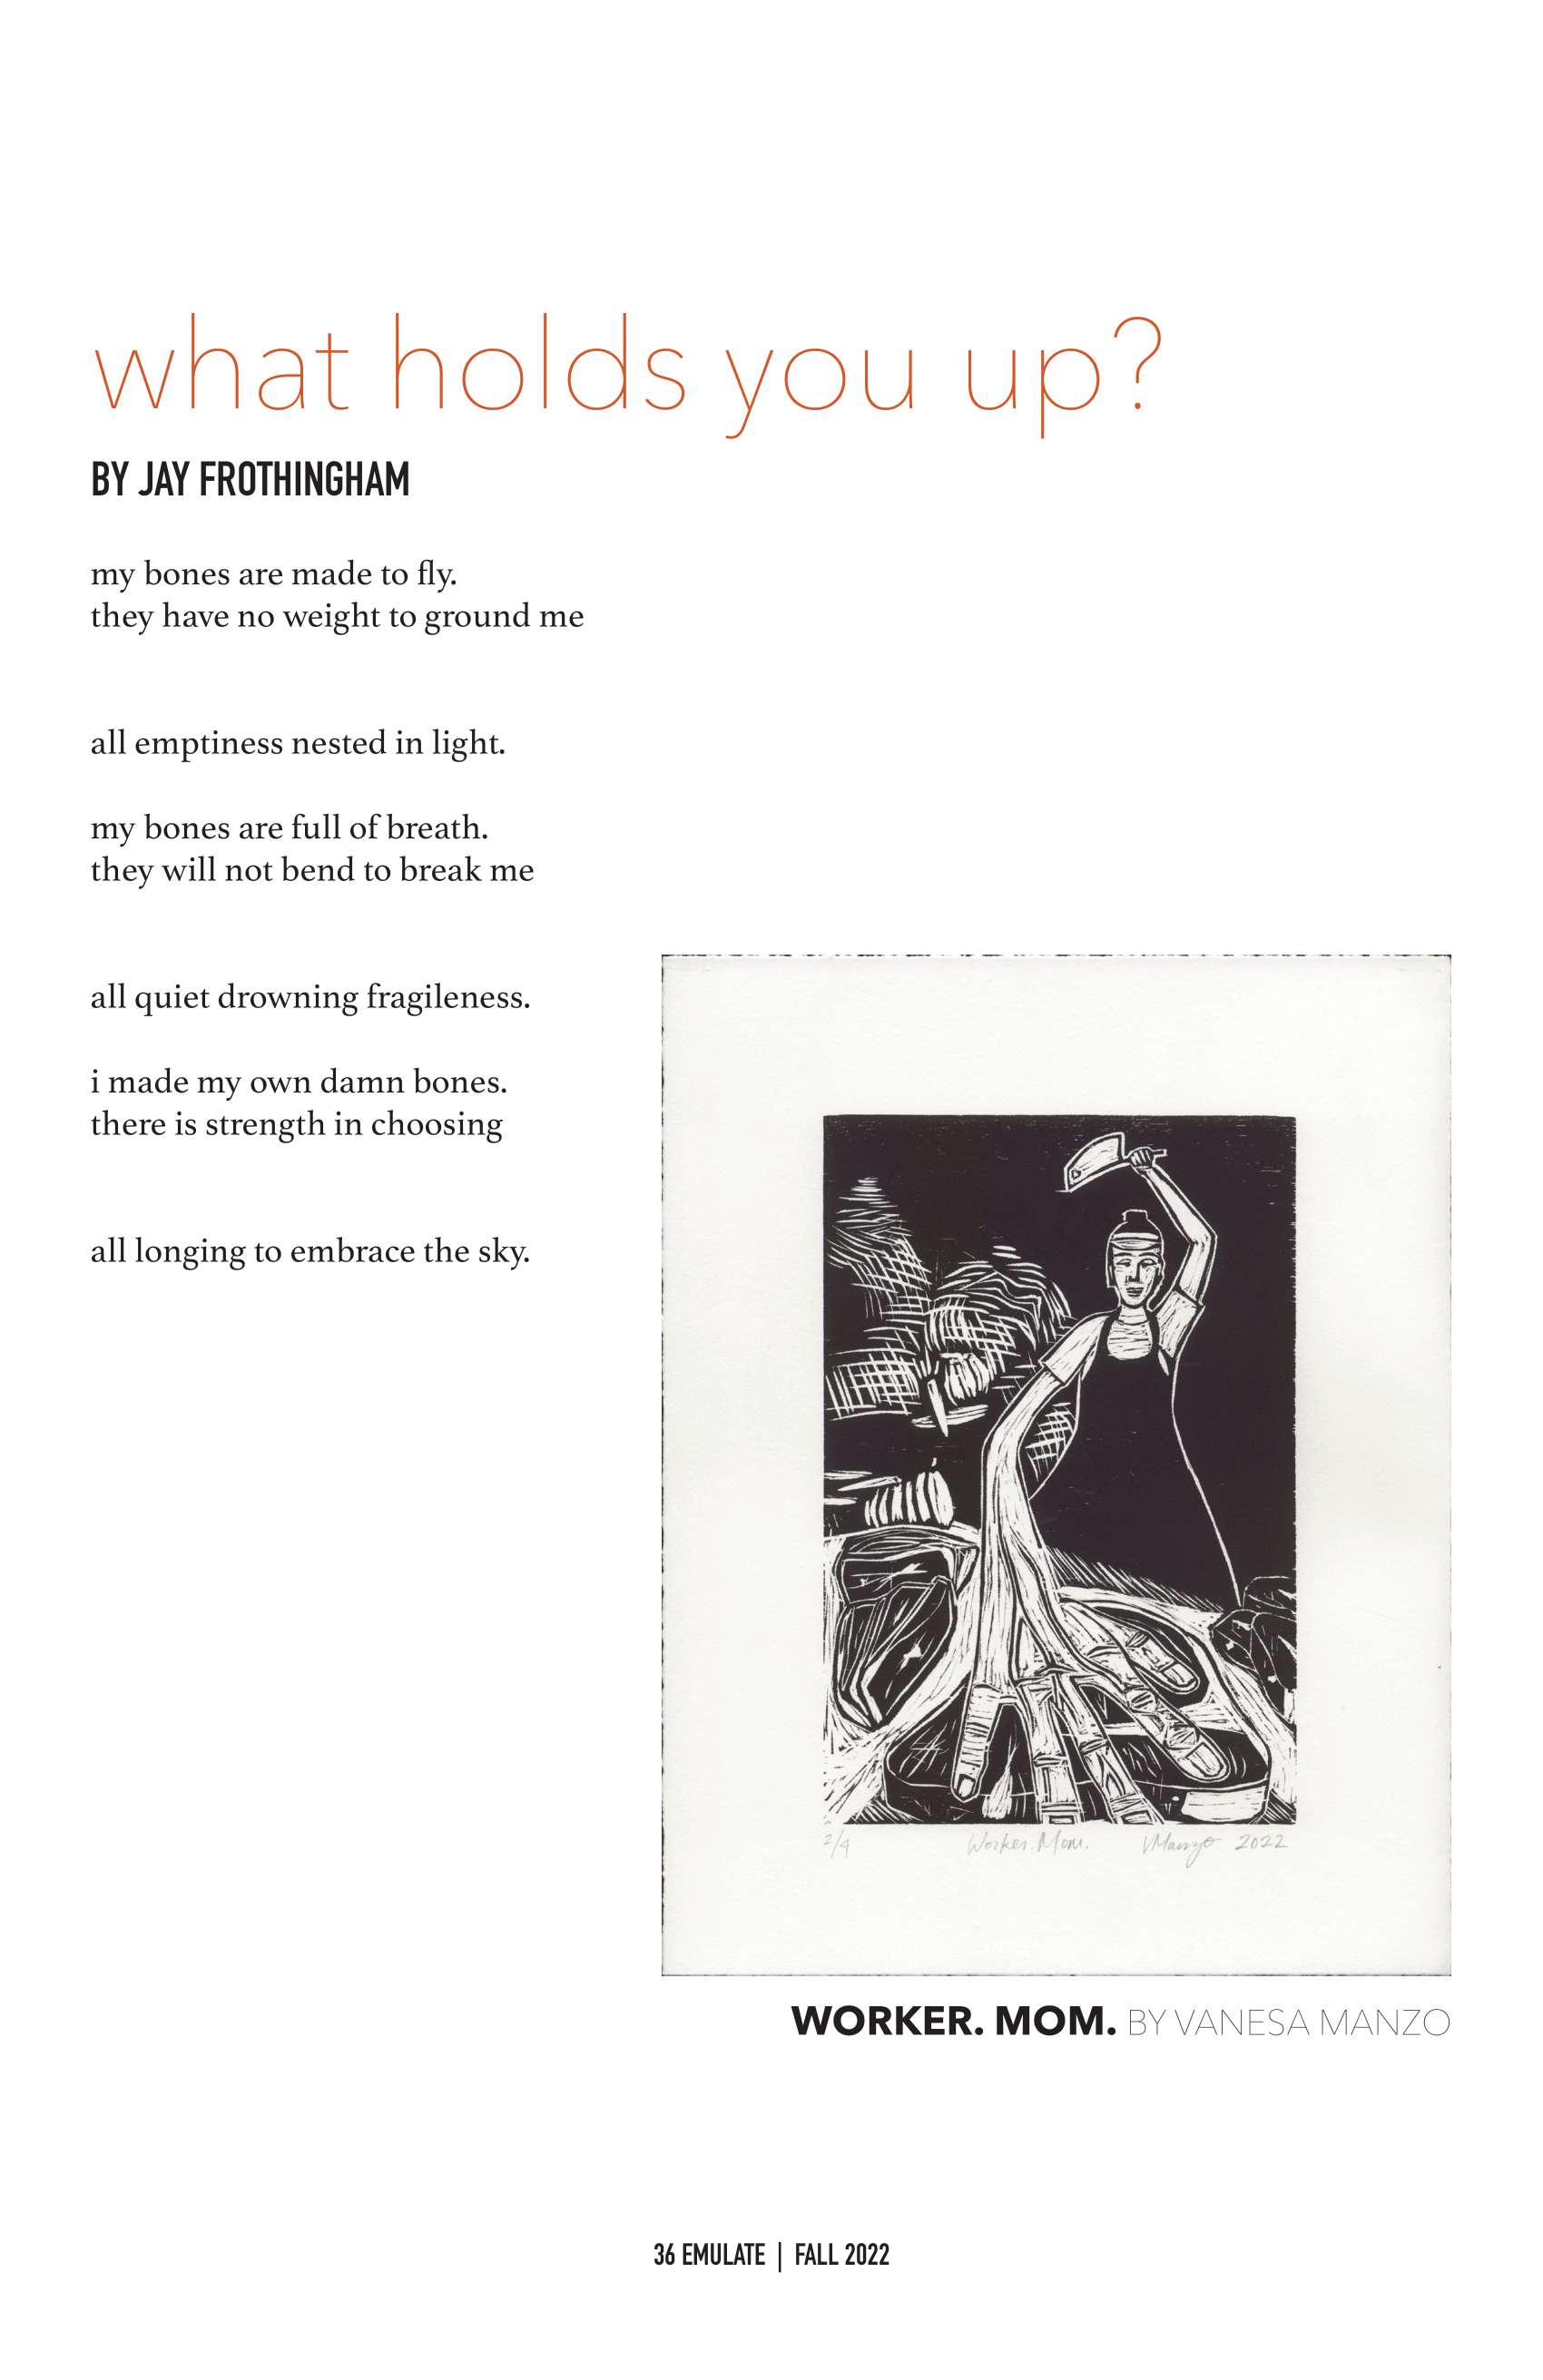 what holds you up?
BY JAY FROTHINGHAM
my bones are made to fly.
they have no weight to ground me
all emptiness nested in light.
my bones are full of breath.
they will not bend to break me
all quiet drowning fragileness.
i made my own damn bones.
there is strength in choosing
all longing to embrace the sky.
2/4 Worker. Mom. VManzo 2022
WORKER. MOM. BY VANESA MANZO
36 EMULATE | FALL 2022